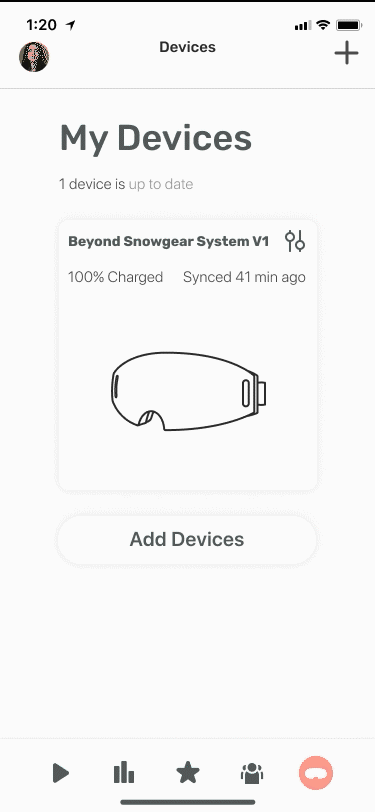 1:20
Devices
My Devices
1 device is up to date
Beyond Snowgear System V1
100% Charged Synced 41 min ago
Add Devices